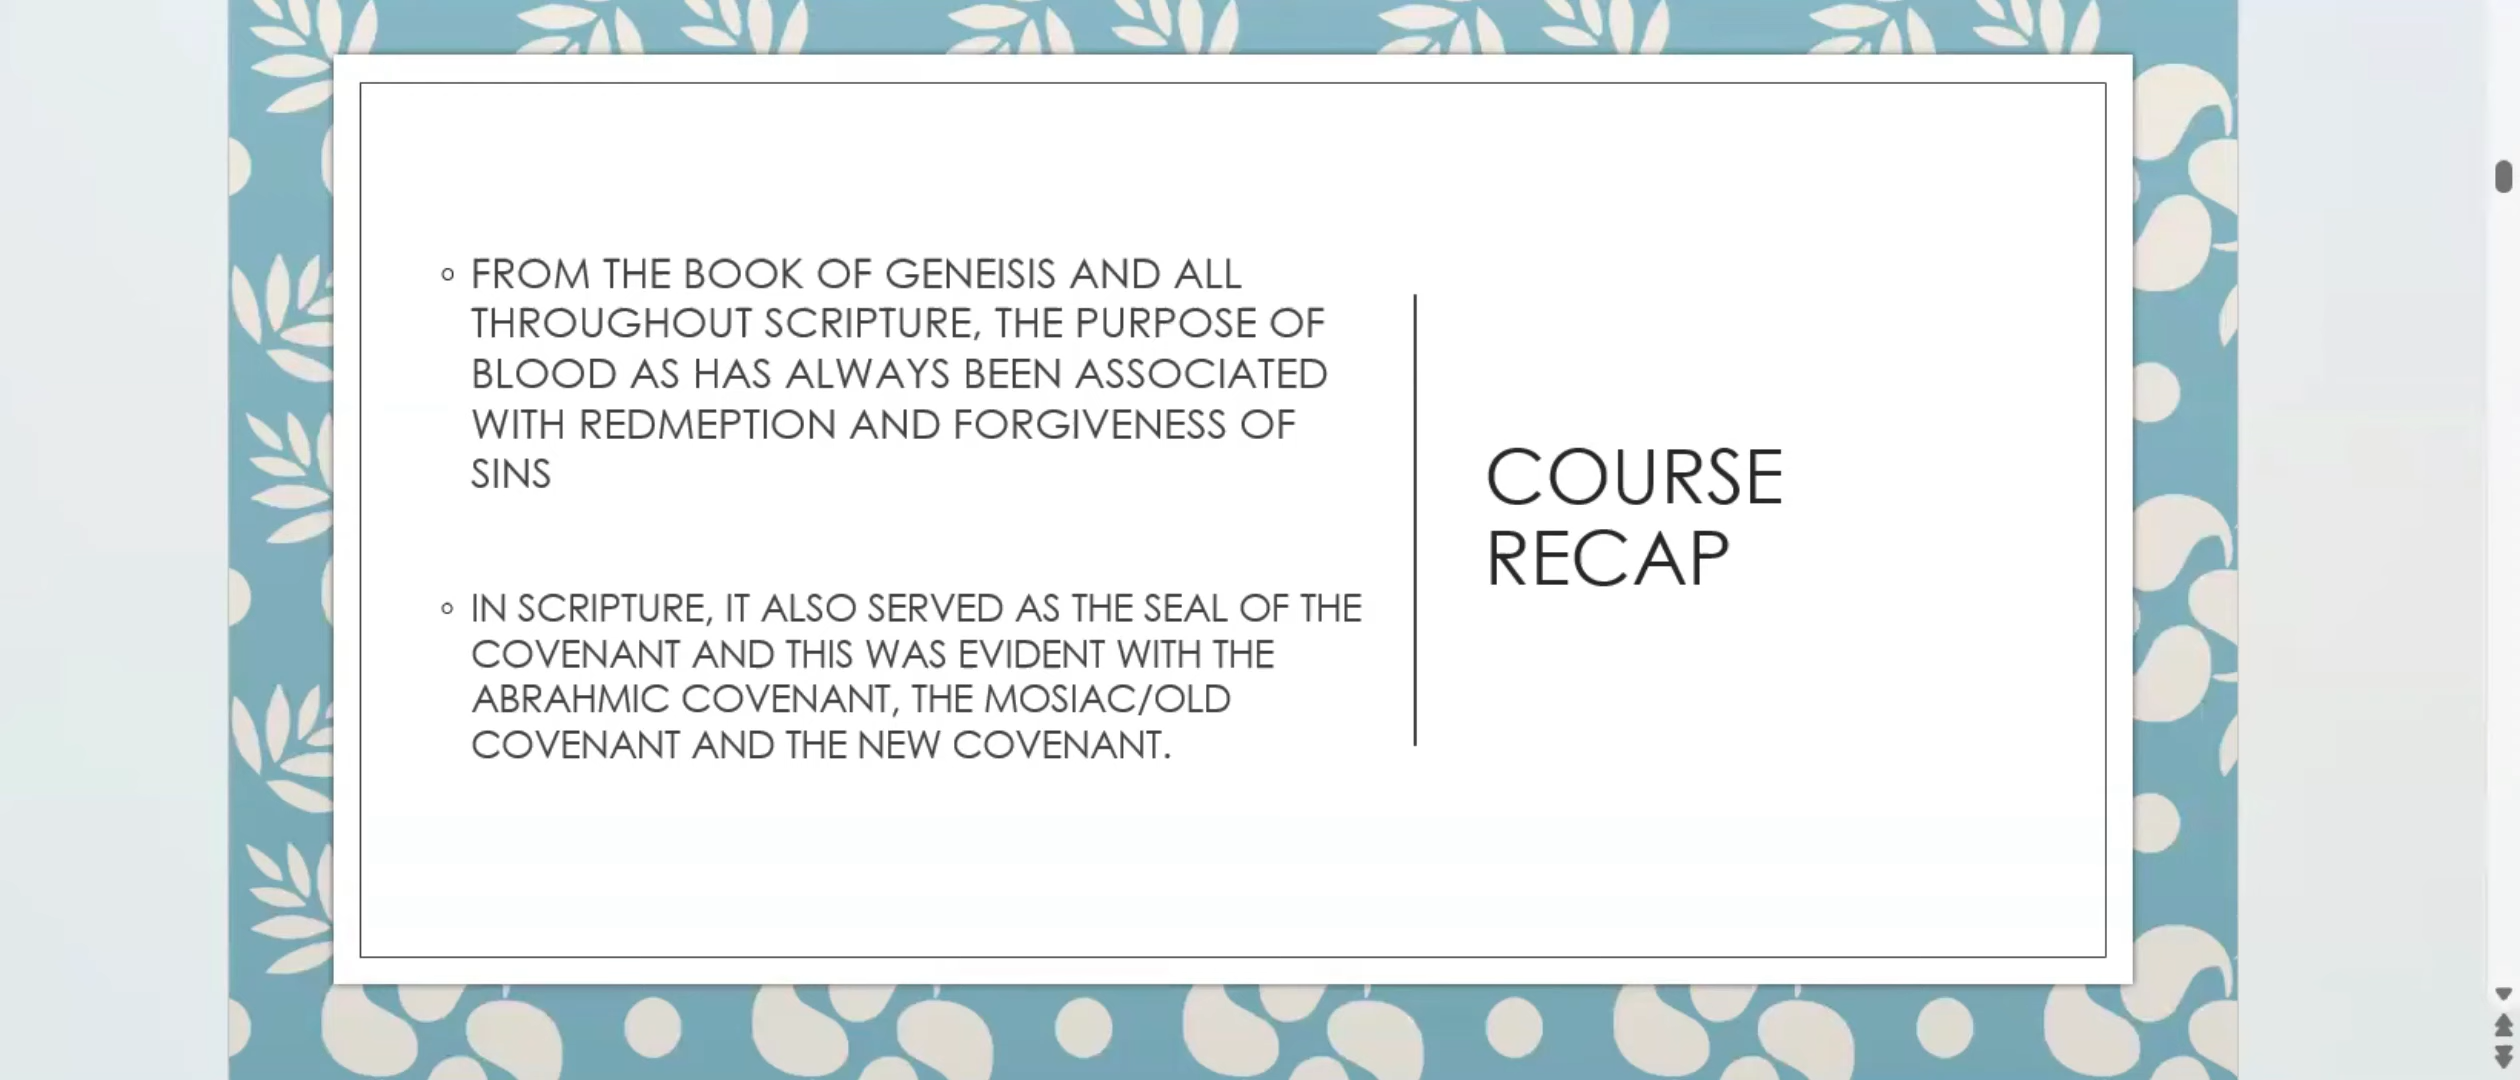 FROM THE BOOK OF GENEISIS AND ALL
THROUGHOUT SCRIPTURE, THE PURPOSE OF
BLOOD AS HAS ALWAYS BEEN ASSOCIATED
WITH REDMEPTION AND FORGIVENESS OF
SINS
IN SCRIPTURE, IT ALSO SERVED AS THE SEAL OF THE
COVENANT AND THIS WAS EVIDENT WITH THE
ABRAHMIC COVENANT, THE MOSIAC/OLD
COVENANT AND THE NEW COVENANT.
COURSE
RECAP